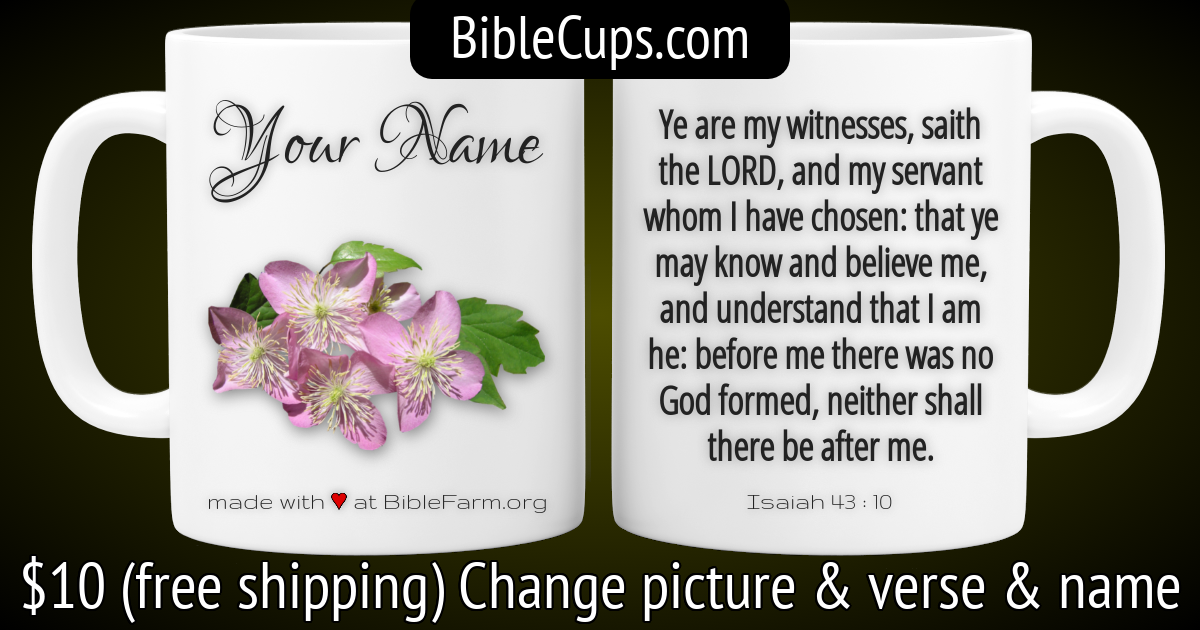 BibleCups.com
Your Name
made with ♥ at BibleFarm.org
Ye are my witnesses, saith
the LORD, and my servant
whom I have chosen: that ye
may know and believe me,
and understand that I am
he: before me there was no
God formed, neither shall
there be after me.
Isaiah 43 : 10
$10 (free shipping) Change picture & verse & name